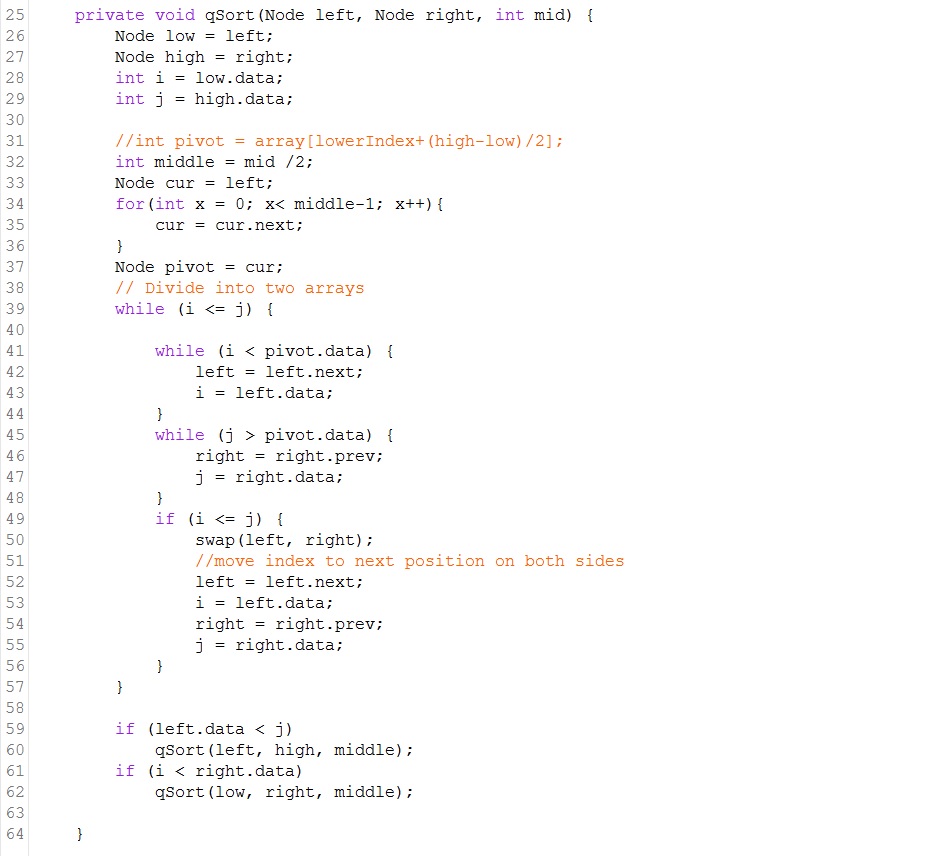 25 private void qSort(Node left, Node right, int mid) {
26 Node low = left;
27 Node high = right;
28 int i = low.data;
29 int j = high.data;
30
31 //int pivot = array[lowerIndex+(high-low)/2];
32 int middle = mid /2;
33 Node cur = left;
34 for(int x = 0; x< middle-1; x++){
35 cur = cur.next;
36 }
37 Node pivot = cur;
38 // Divide into two arrays
39 while (i <= j) {
40
41 while (i < pivot.data) {
42 left = left.next;
43 i = left.data;
44 }
45 while (j > pivot.data) {
46 right = right.prev;
47 j = right.data;
48 }
49 if (i <= j) {
50 swap(left, right);
51 //move index to next position on both sides
52 left = left.next;
53 i = left.data;
54 right = right.prev;
55 j = right.data;
56 }
57 }
58
59 if (left.data < j)
60 qSort(left, high, middle);
61 if (i < right.data)
62 qSort(low, right, middle);
63
64 }